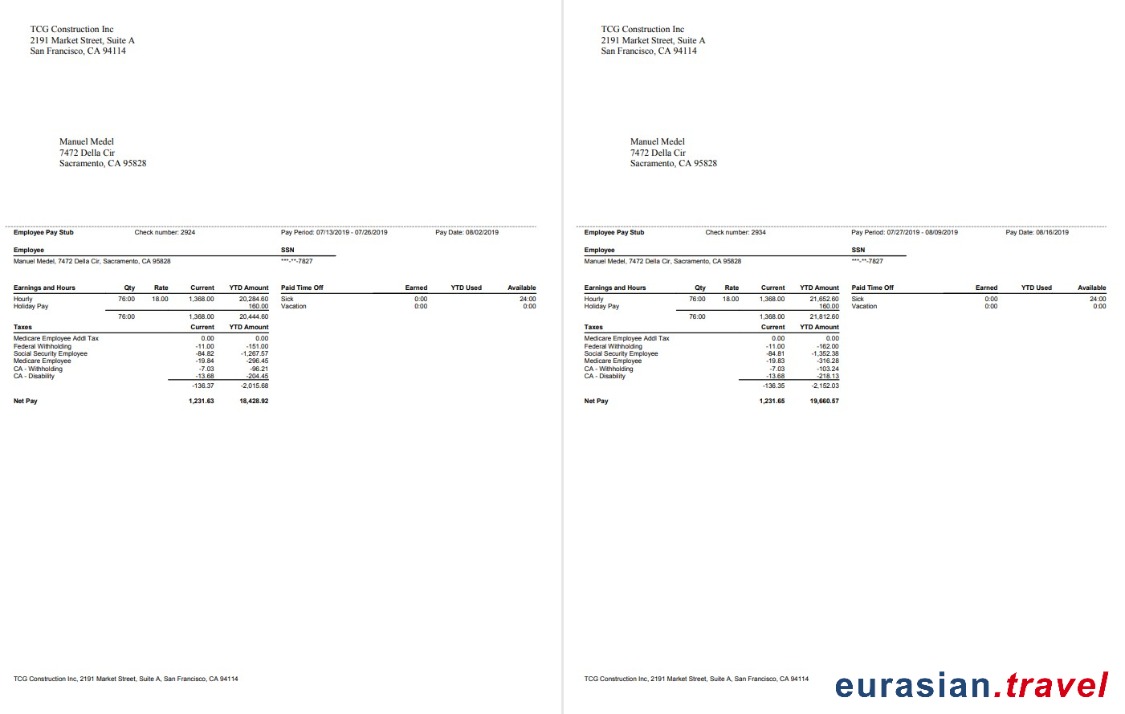 TCG Construction Inc
2191 Market Street, Suite A
San Francisco, CA 94114
Manuel Medel
7472 Della Cir
Sacramento, CA 95828
Employee Pay Stub Check number: 2924 Pay Period: 07/13/2019 - 07/26/2019 Pay Date: 08/02/2019
Employee SSN
Manuel Medel, 7472 Della Cir, Sacramento, CA 95828 ***-**-7827
Earnings and Hours Qty Rate Current YTD Amount Paid Time Off Earned YTD Used Available
Hourly 76:00 18.00 1,368.00 20,284.60 Sick 0:00 24:00
Holiday Pay 160.00 Vacation 0:00 0:00
76:00 1,368.00 20,444.60
Taxes Current YTD Amount
Medicare Employee Addl Tax 0.00 0.00
Federal Withholding -11.00 -151.00
Social Security Employee -84.82 -1,267.57
Medicare Employee -19.84 -296.45
CA - Withholding -7.03 -96.21
CA - Disability -13.68 -204.45
-136.37 -2,015.68
Net Pay 1,231.63 18,428.92
TCG Construction Inc, 2191 Market Street, Suite A, San Francisco, CA 94114
TCG Construction Inc
2191 Market Street, Suite A
San Francisco, CA 94114
Manuel Medel
7472 Della Cir
Sacramento, CA 95828
Employee Pay Stub Check number: 2934 Pay Period: 07/27/2019 - 08/09/2019 Pay Date: 08/16/2019
Employee SSN
Manuel Medel, 7472 Della Cir, Sacramento, CA 95828 ***-**-7827
Earnings and Hours Qty Rate Current YTD Amount Paid Time Off Earned YTD Used Available
Hourly 76:00 18.00 1,368.00 21,652.60 Sick 0:00 24:00
Holiday Pay 160.00 Vacation 0:00 0:00
76:00 1,368.00 21,812.60
Taxes Current YTD Amount
Medicare Employee Addl Tax 0.00 0.00
Federal Withholding -11.00 -162.00
Social Security Employee -84.81 -1,352.38
Medicare Employee -19.83 -316.28
CA - Withholding -7.03 -103.24
CA - Disability -13.68 -218.13
-136.35 -2,152.03
Net Pay 1,231.65 19,660.57
TCG Construction Inc, 2191 Market Street, Suite A, San Francisco, CA 94114
eurasian.travel